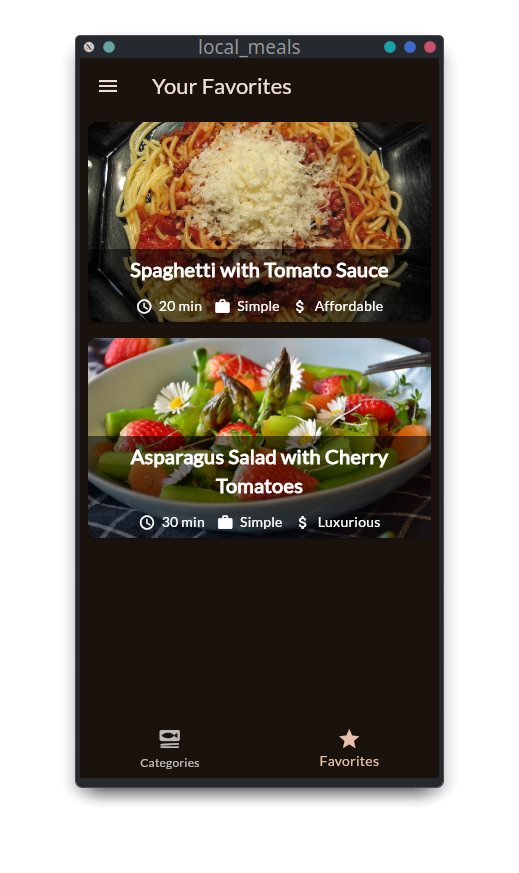 local_meals
Your Favorites
Spaghetti with Tomato Sauce
20 min Simple $ Affordable
Asparagus Salad with Cherry
Tomatoes
30 min Simple $ Luxurious
Categories
Favorites